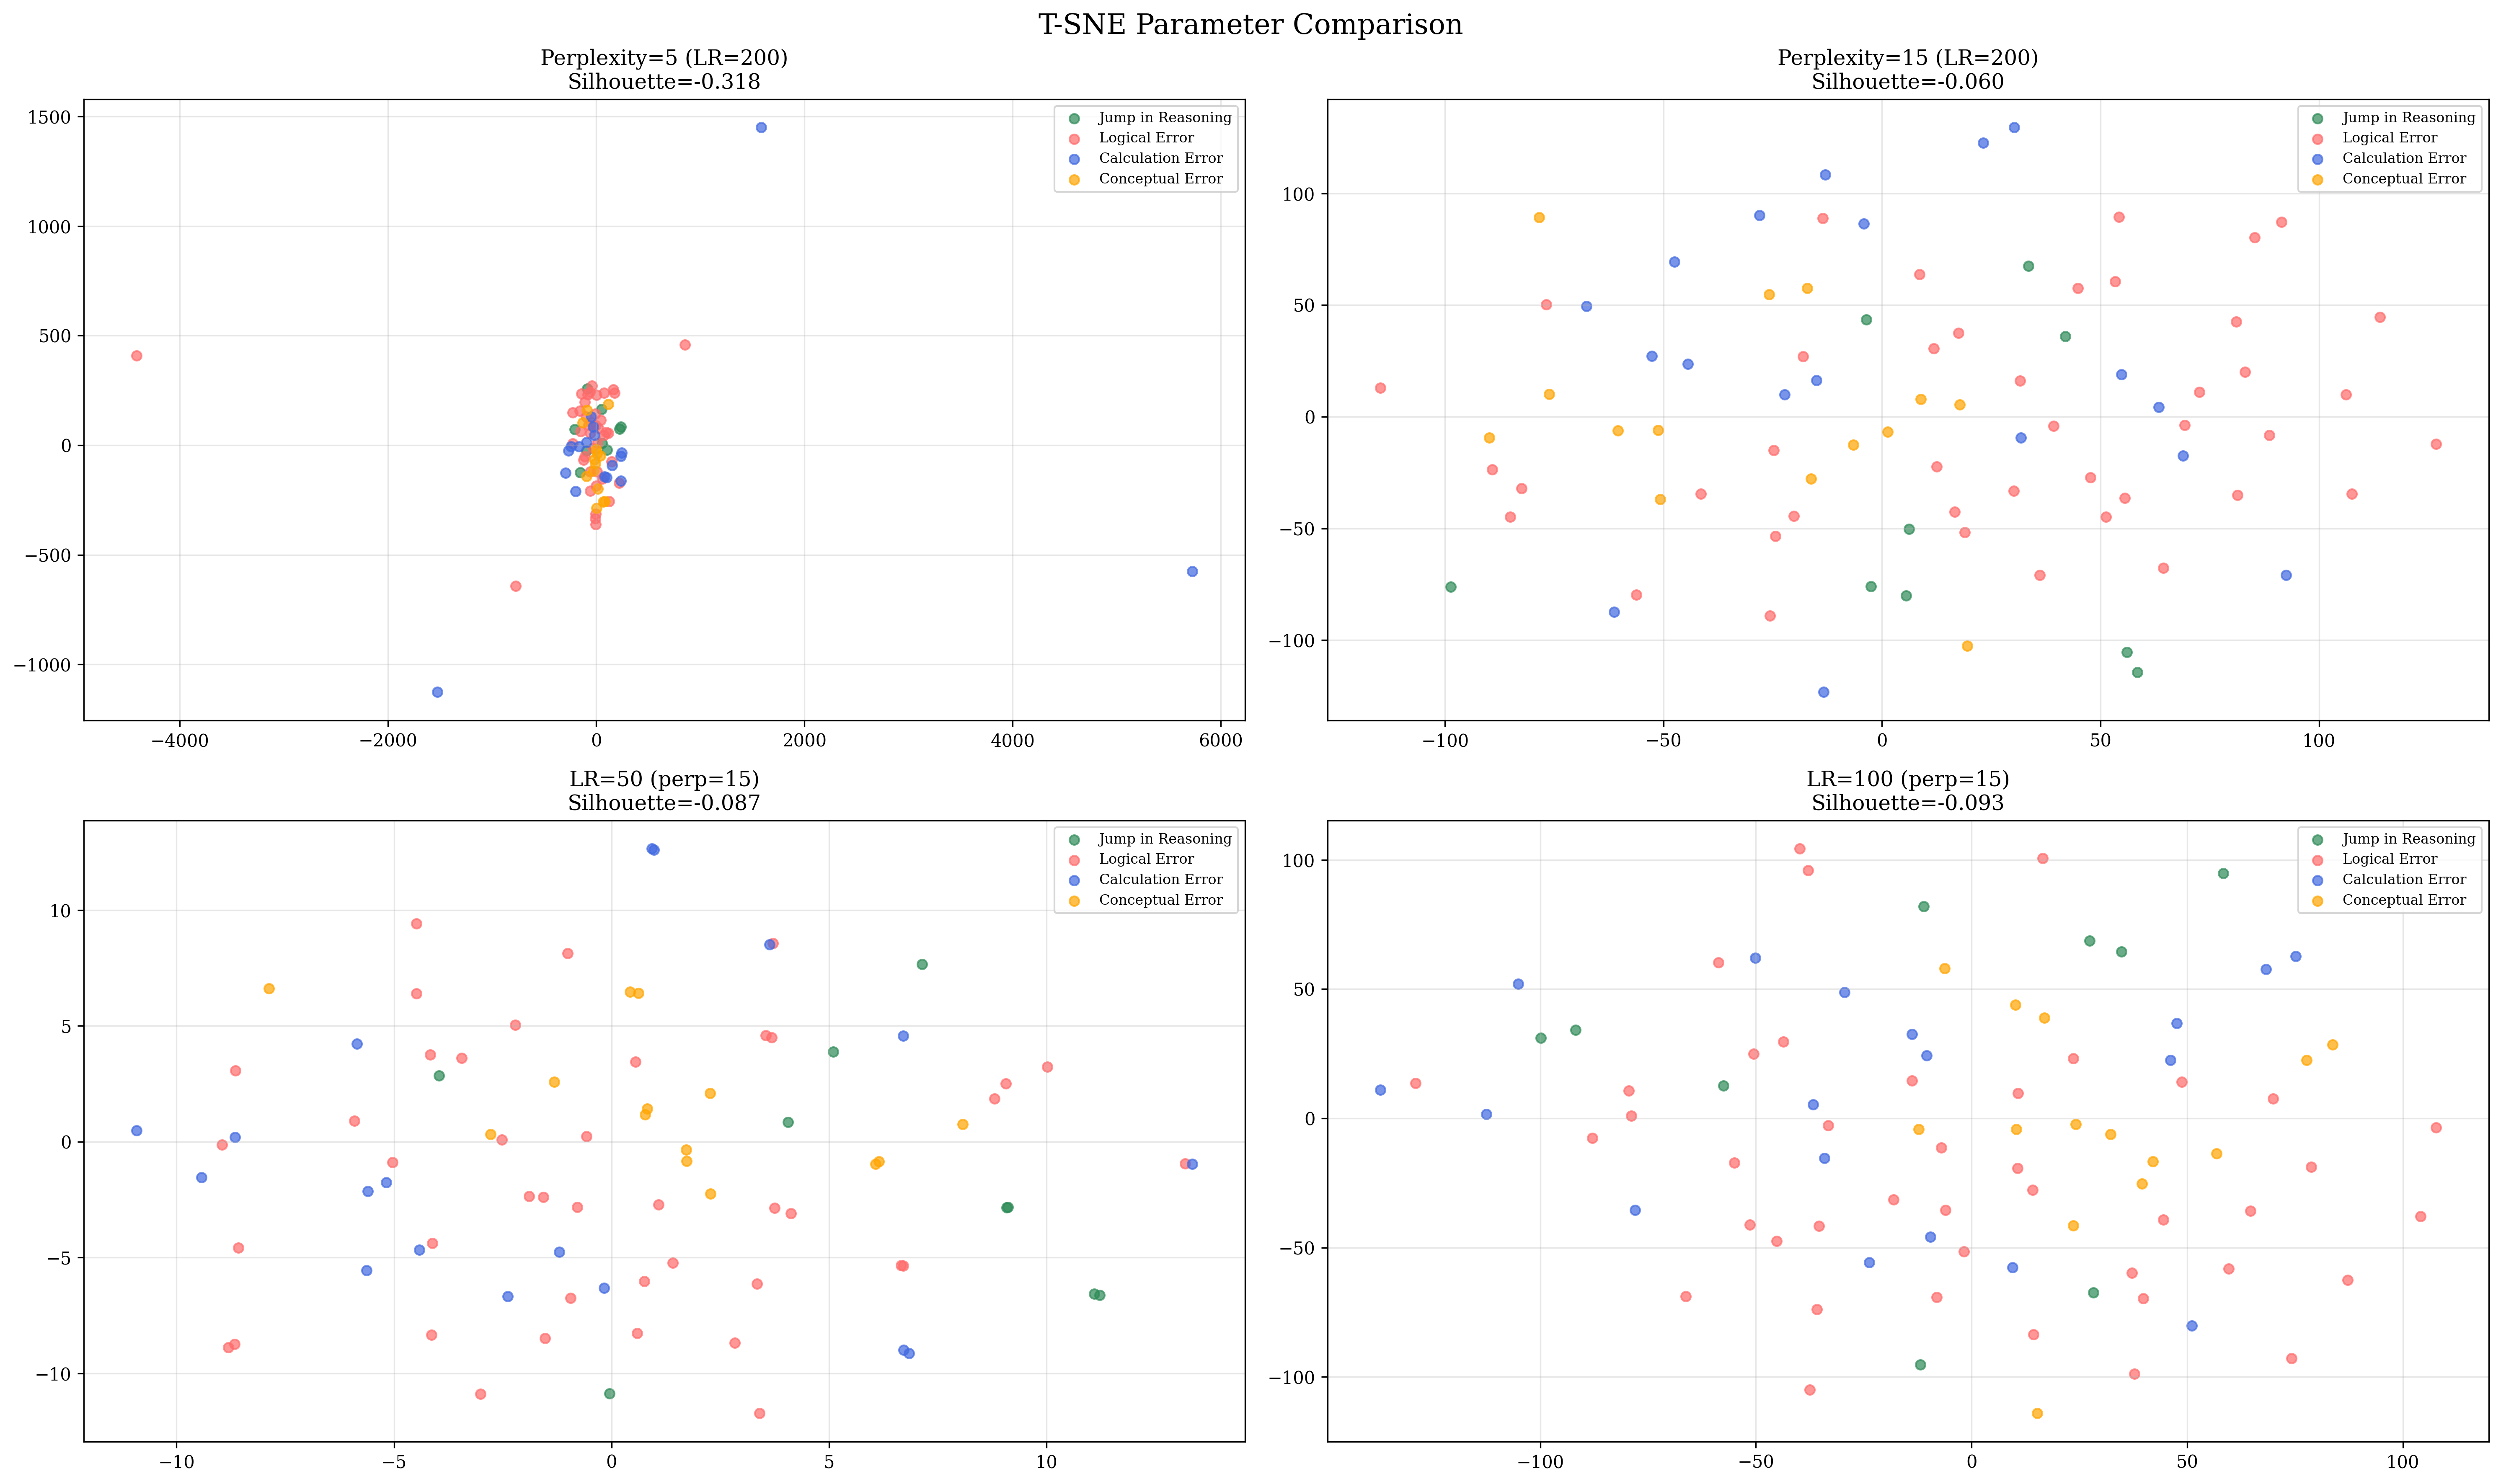 T-SNE Parameter Comparison
Perplexity=5 (LR=200)
Silhouette=-0.318
1500
1000
500
0
−500
−1000
−4000
−2000
0
2000
4000
6000
Jump in Reasoning
Logical Error
Calculation Error
Conceptual Error
Perplexity=15 (LR=200)
Silhouette=-0.060
100
50
0
−50
−100
−100
−50
0
50
100
Jump in Reasoning
Logical Error
Calculation Error
Conceptual Error
LR=50 (perp=15)
Silhouette=-0.087
10
5
0
−5
−10
−10
−5
0
5
10
Jump in Reasoning
Logical Error
Calculation Error
Conceptual Error
LR=100 (perp=15)
Silhouette=-0.093
100
50
0
−50
−100
−100
−50
0
50
100
Jump in Reasoning
Logical Error
Calculation Error
Conceptual Error